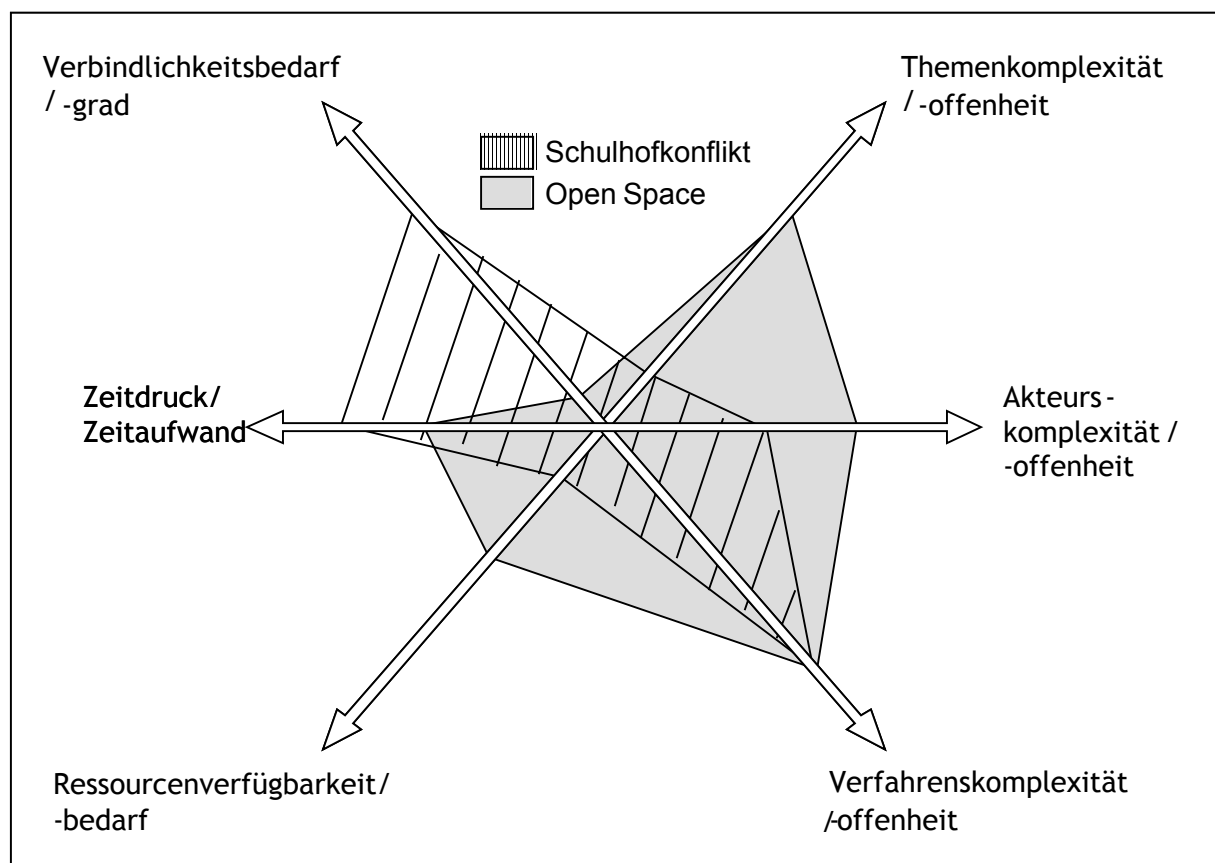 Verbindlichkeitsbedarf
/ -grad
Themenkomplexität
/ -offenheit
Schulhofkonflikt
Open Space
Zeitdruck/
Zeitaufwand
Akteurs-
komplexität /
-offenheit
Ressourcenverfügbarkeit/
-bedarf
Verfahrenskomplexität
/-offenheit